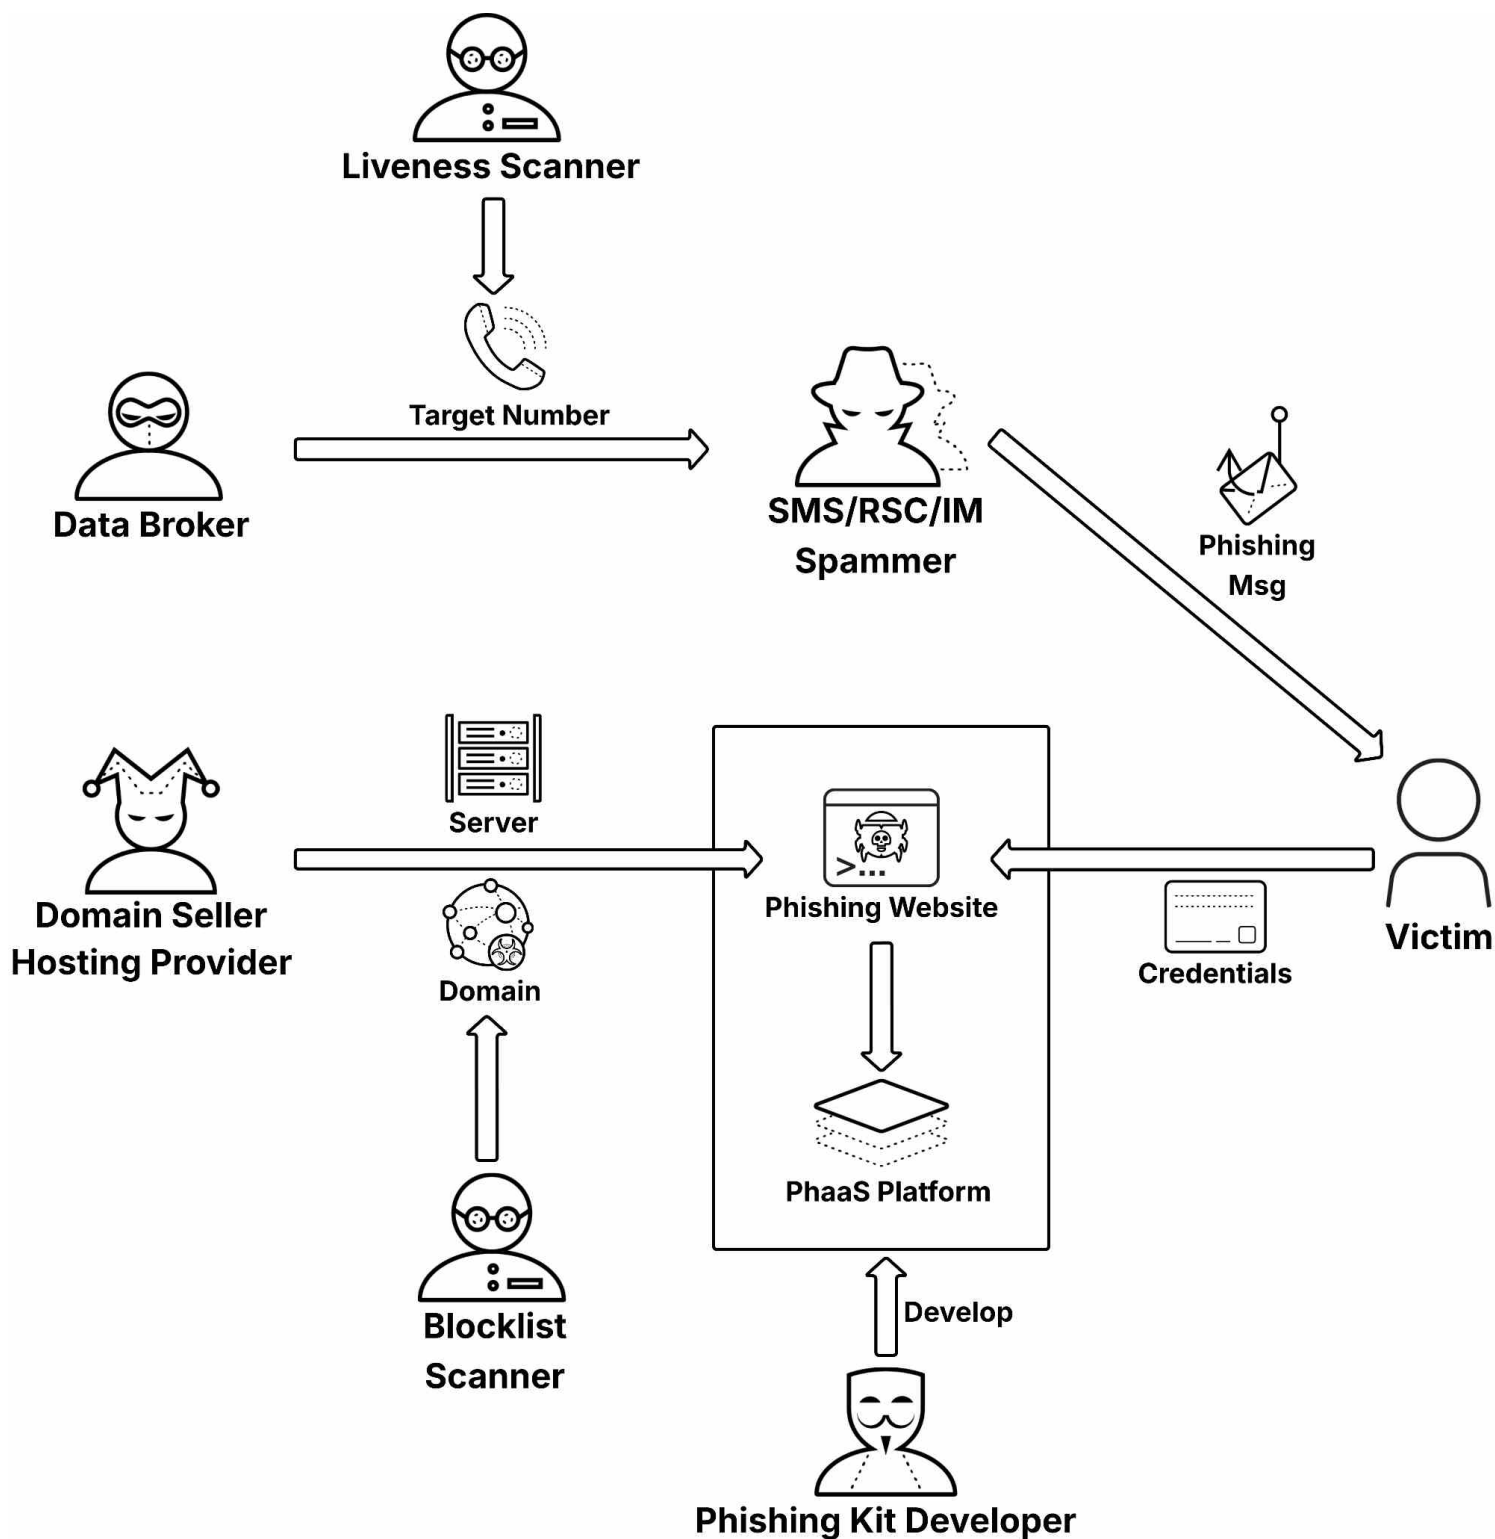 Liveness Scanner
Target Number
Data Broker
SMS/RSC/IM
Spammer
Phishing
Msg
Server
Domain Seller
Hosting Provider
Domain
>...
Phishing Website
Credentials
Victim
PhaaS Platform
Blocklist
Scanner
Develop
Phishing Kit Developer